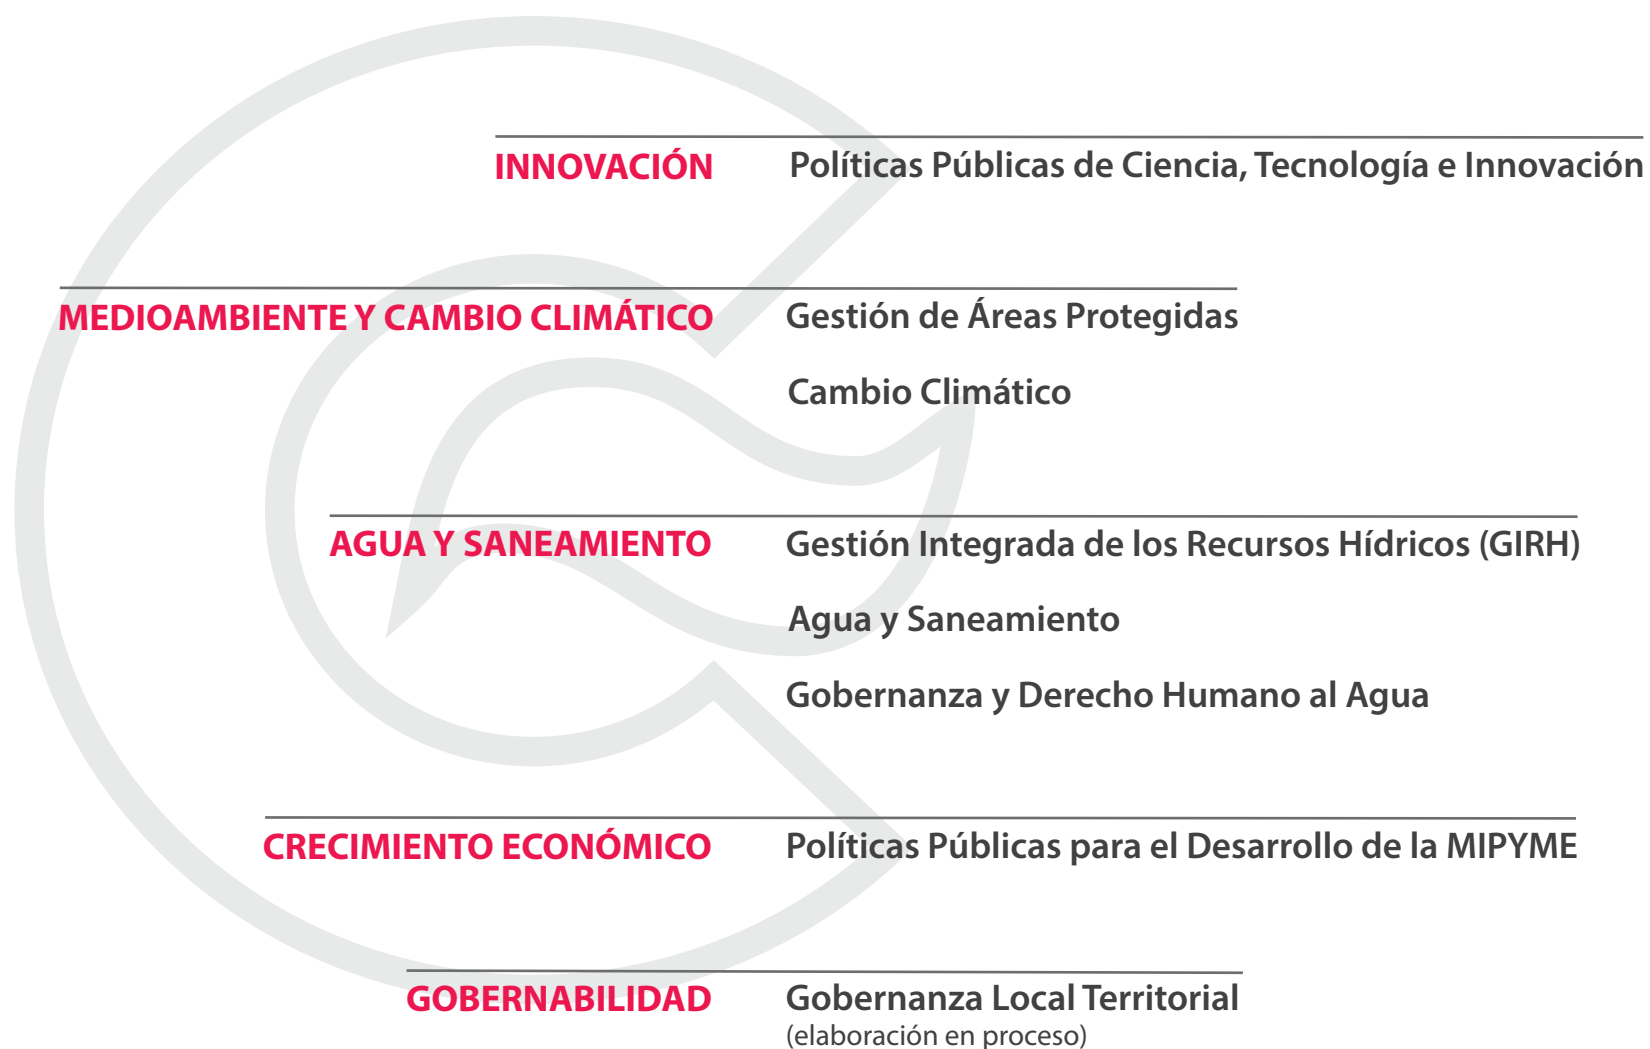 INNOVACIÓN Políticas Públicas de Ciencia, Tecnología e Innovación
MEDIOAMBIENTE Y CAMBIO CLIMÁTICO Gestión de Áreas Protegidas
Cambio Climático
AGUA Y SANEAMIENTO Gestión Integrada de los Recursos Hídricos (GIRH)
Agua y Saneamiento
Gobernanza y Derecho Humano al Agua
CRECIMIENTO ECONÓMICO Políticas Públicas para el Desarrollo de la MIPYME
GOBERNABILIDAD Gobernanza Local Territorial
(elaboración en proceso)